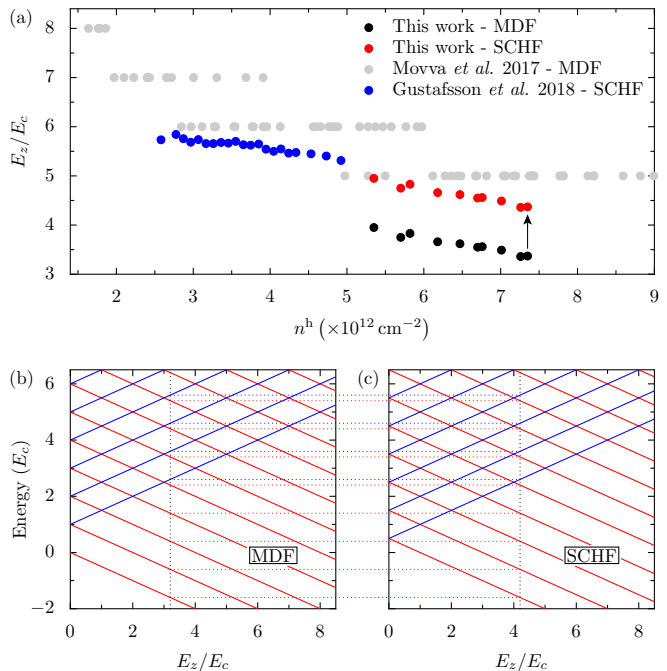 (a)
This work - MDF
This work - SCHF
Movva et al. 2017 - MDF
Gustafsson et al. 2018 - SCHF
8
7
6
5
4
3
E_z/E_c
2 3 4 5 6 7 8 9
n^h (×10^12 cm^−2)
(b)
(c)
6
4
2
0
−2
Energy (E_c)
MDF
SCHF
0 2 4 6 8
0 2 4 6 8
E_z/E_c
E_z/E_c